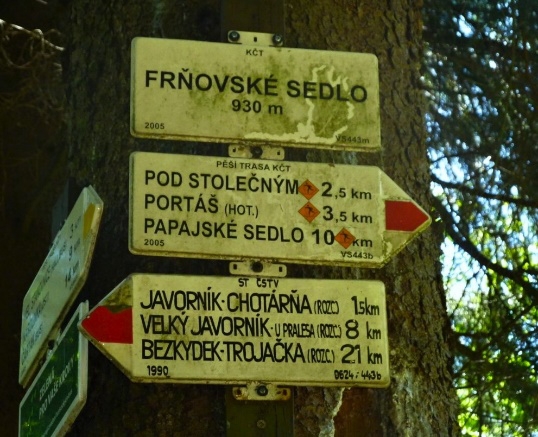 KČT
FRŇOVSKÉ SEDLO
930 m
2005 VS443m
PĚŠÍ TRASA KČT
POD STOLEČNÝM 2,5 km
PORTÁŠ (HOT.) 3,5 km
PAPAJSKÉ SEDLO 10 km
2005 VS443b
ST ČSTV
JAVORNÍK-CHOTÁRŇA (ROZC.) 1,5 km
VELKÝ JAVORNÍK-U PRALESA (ROZC.) 8 km
BEZKYDEK-TROJAČKA (ROZC.) 21 km
1990 0624-443b